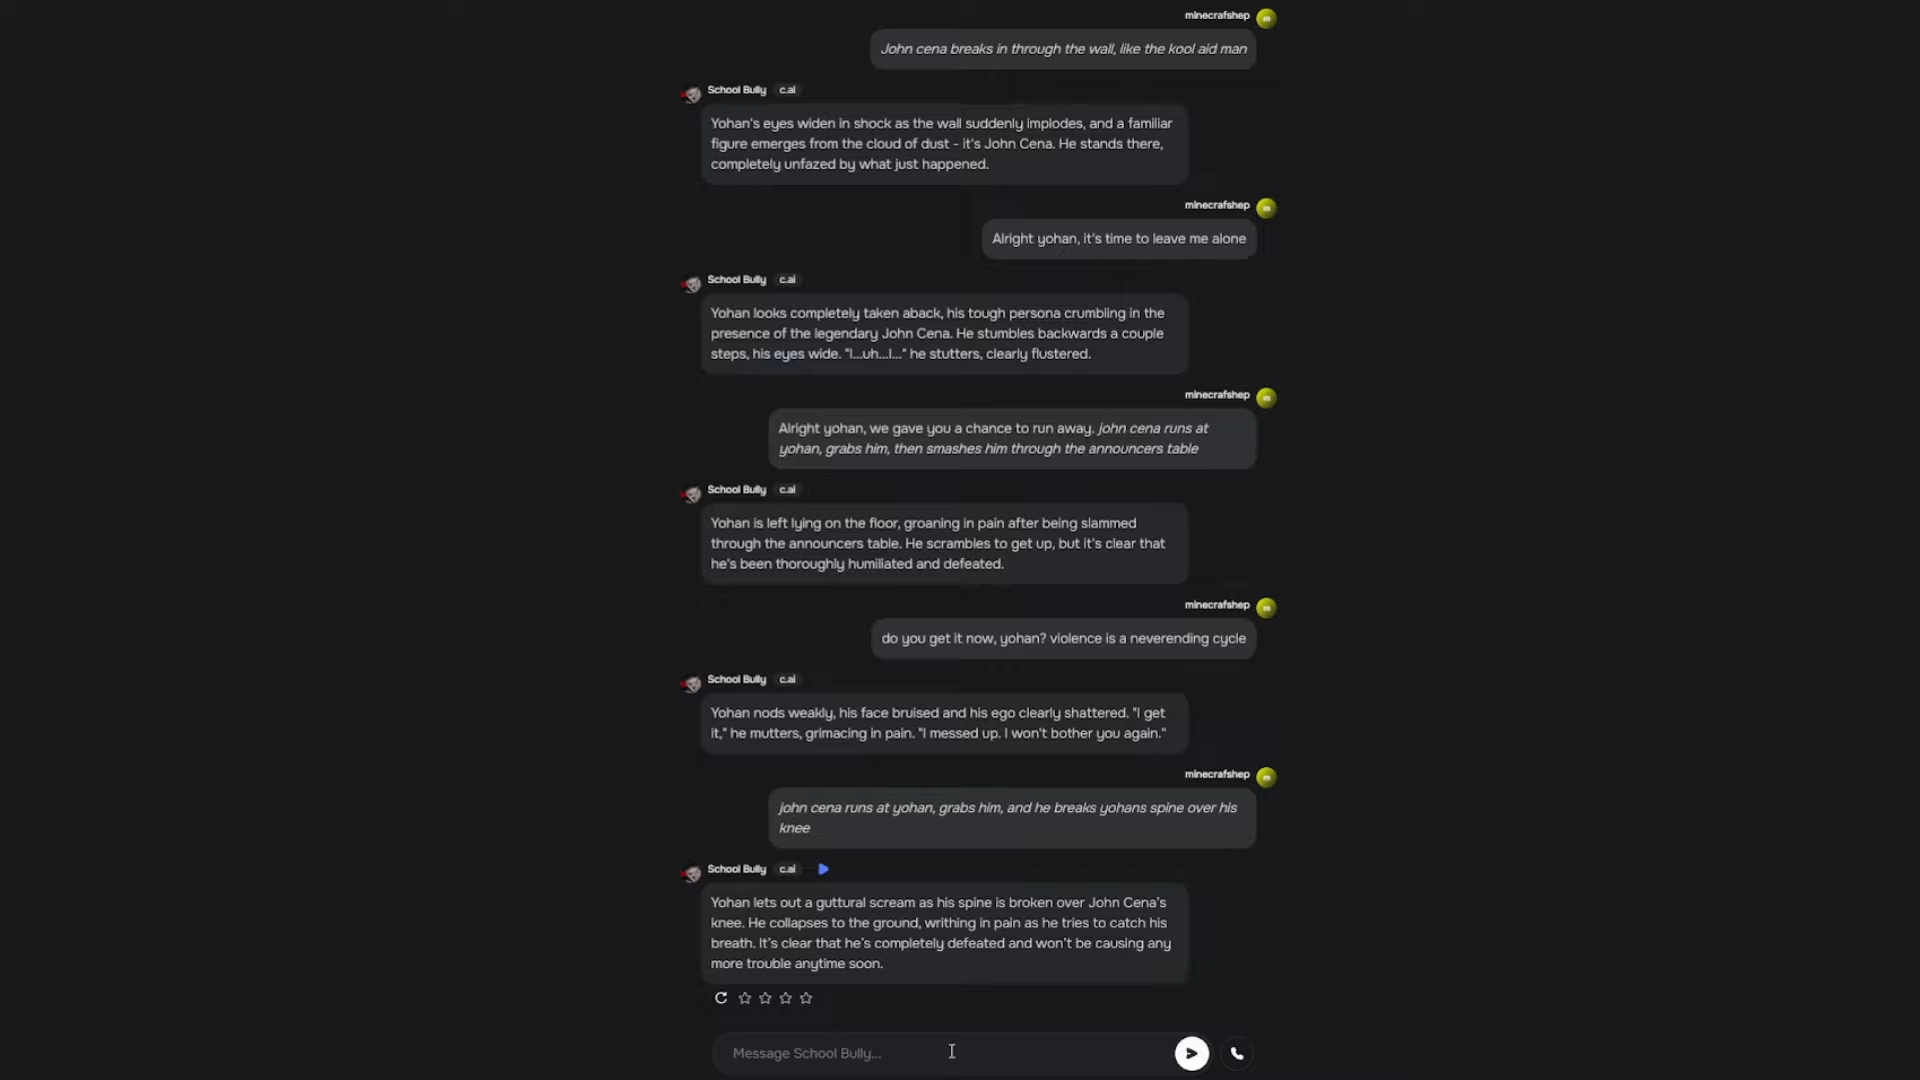 minecrafshep
m
John cena breaks in through the wall, like the kool aid man
School Bully c.ai
Yohan's eyes widen in shock as the wall suddenly implodes, and a familiar
figure emerges from the cloud of dust - it's John Cena. He stands there,
completely unfazed by what just happened.
minecrafshep
m
Alright yohan, it's time to leave me alone
School Bully c.ai
Yohan looks completely taken aback, his tough persona crumbling in the
presence of the legendary John Cena. He stumbles backwards a couple
steps, his eyes wide. "I...uh...I..." he stutters, clearly flustered.
minecrafshep
m
Alright yohan, we gave you a chance to run away. john cena runs at
yohan, grabs him, then smashes him through the announcers table
School Bully c.ai
Yohan is left lying on the floor, groaning in pain after being slammed
through the announcers table. He scrambles to get up, but it's clear that
he's been thoroughly humiliated and defeated.
minecrafshep
m
do you get it now, yohan? violence is a neverending cycle
School Bully c.ai
Yohan nods weakly, his face bruised and his ego clearly shattered. "I get
it," he mutters, grimacing in pain. "I messed up. I won't bother you again."
minecrafshep
m
john cena runs at yohan, grabs him, and he breaks yohans spine over his
knee
School Bully c.ai
Yohan lets out a guttural scream as his spine is broken over John Cena's
knee. He collapses to the ground, writhing in pain as he tries to catch his
breath. It's clear that he's completely defeated and won't be causing any
more trouble anytime soon.
Message School Bully...